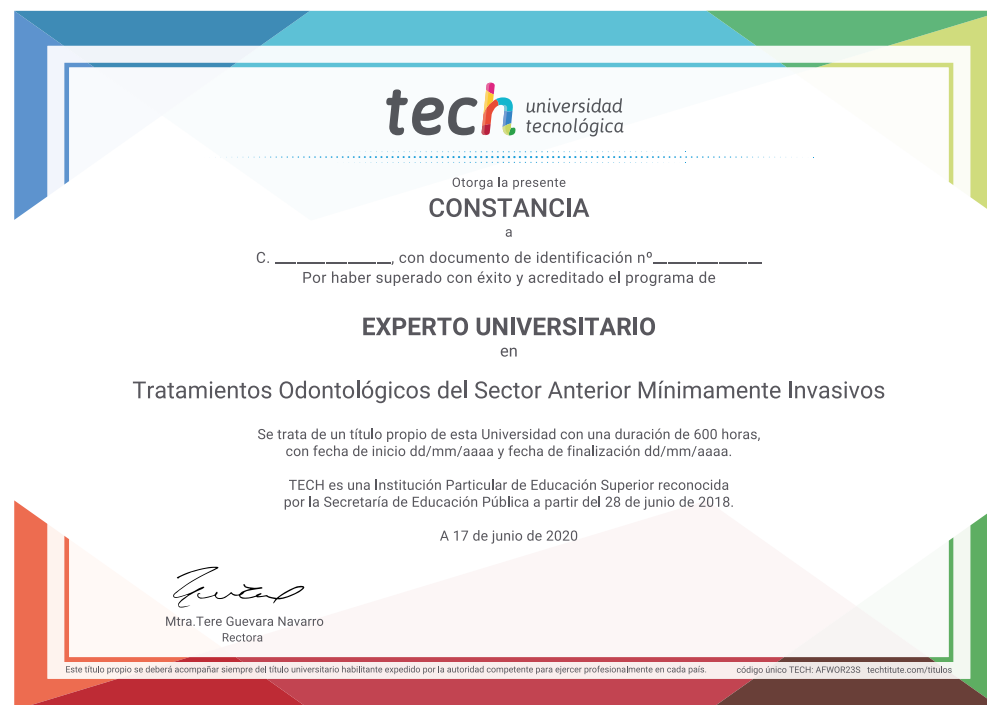 tech universidad
tecnológica
Otorga la presente
CONSTANCIA
a
C. ________________, con documento de identificación nº_______________
Por haber superado con éxito y acreditado el programa de
EXPERTO UNIVERSITARIO
en
Tratamientos Odontológicos del Sector Anterior Mínimamente Invasivos
Se trata de un título propio de esta Universidad con una duración de 600 horas,
con fecha de inicio dd/mm/aaaa y fecha de finalización dd/mm/aaaa.
TECH es una Institución Particular de Educación Superior reconocida
por la Secretaría de Educación Pública a partir del 28 de junio de 2018.
A 17 de junio de 2020
Mtra.Tere Guevara Navarro
Rectora
Este título propio se deberá acompañar siempre del título universitario habilitante expedido por la autoridad competente para ejercer profesionalmente en cada país. código único TECH: AFWOR23S techtitute.com/titulos